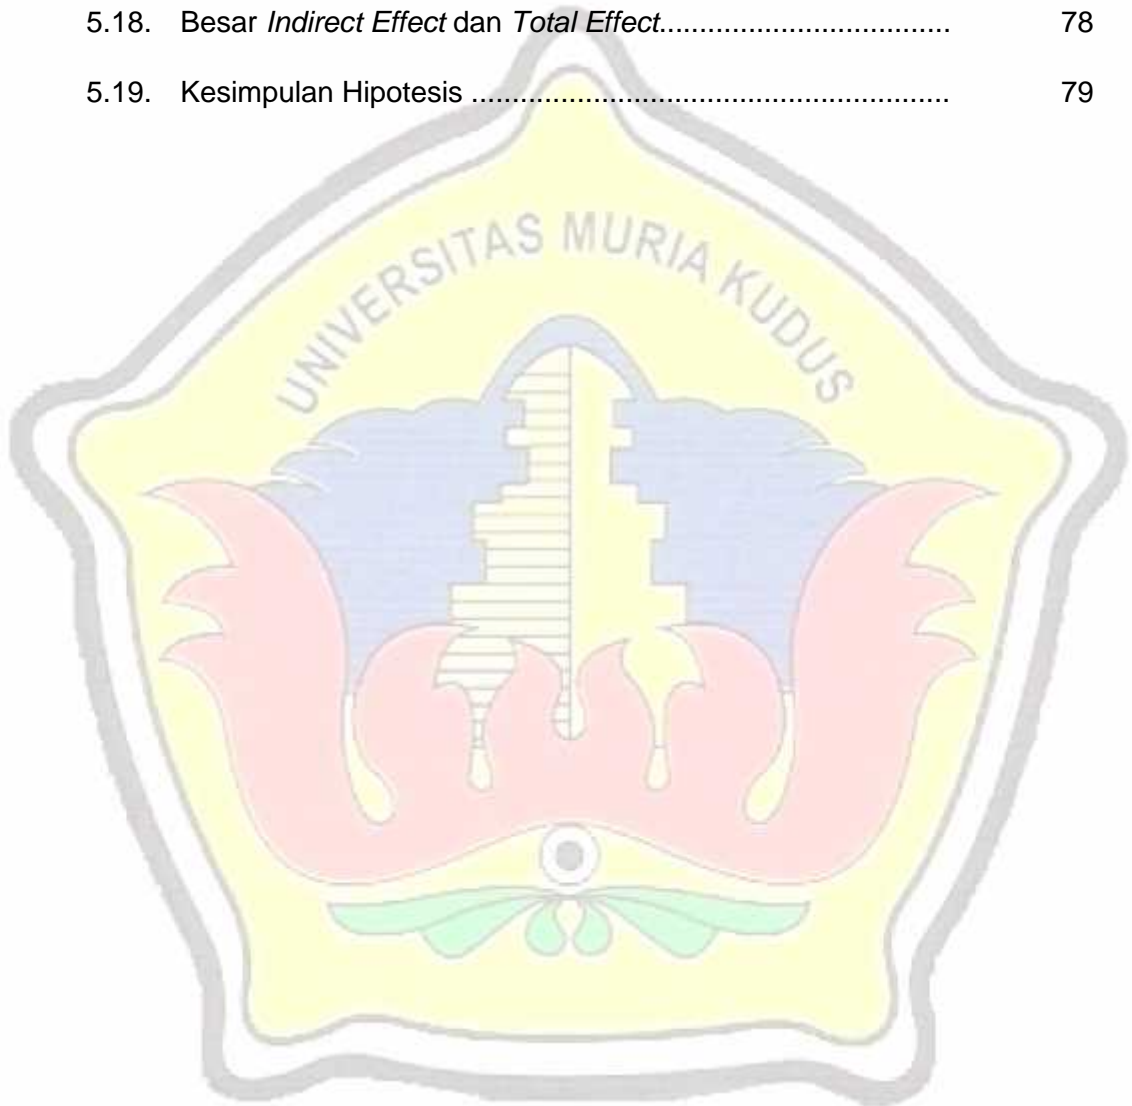 5.18. Besar Indirect Effect dan Total Effect.................................... 78
5.19. Kesimpulan Hipotesis .......................................................... 79
UNIVERSITAS MURIA KUDUS